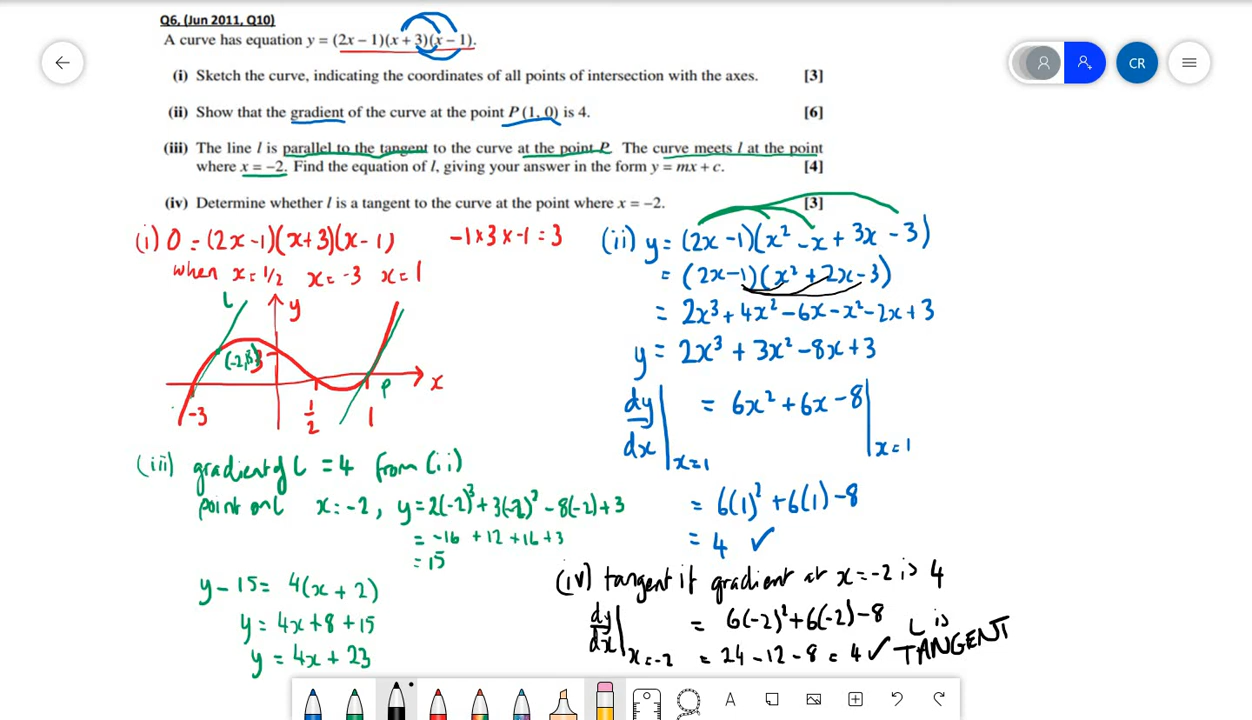 Q6, (Jun 2011, Q10)
A curve has equation y = (2x − 1)(x + 3)(x − 1).
(i) Sketch the curve, indicating the coordinates of all points of intersection with the axes. [3]
(ii) Show that the gradient of the curve at the point P (1, 0) is 4. [6]
(iii) The line l is parallel to the tangent to the curve at the point P. The curve meets l at the point
where x = −2. Find the equation of l, giving your answer in the form y = mx + c. [4]
(iv) Determine whether l is a tangent to the curve at the point where x = −2. [3]
CR
(i) 0 = (2x -1)(x+3)(x-1) -1 x 3 x -1 = 3
when x = 1/2 x = -3 x = 1
L
y
x
P
-3
1/2
1
(ii) y = (2x -1)(x² -x + 3x -3)
= (2x-1)(x² + 2x -3)
= 2x³ + 4x² -6x -x² -2x +3
y = 2x³ + 3x² -8x +3
dy/dx | x=1 = 6x² + 6x -8 | x=1
= 6(1)² + 6(1) -8
= 4 ✓
(iii) gradient of L = 4 from (ii)
point on L x = -2, y = 2(-2)³ + 3(-2)² - 8(-2) + 3
= -16 + 12 + 16 + 3
= 15
y - 15 = 4(x + 2)
y = 4x + 8 + 15
y = 4x + 23
(iv) tangent if gradient at x = -2 is 4
dy/dx | x=-2 = 6(-2)² + 6(-2) - 8
= 24 - 12 - 8 = 4 ✓
L is
TANGENT
A